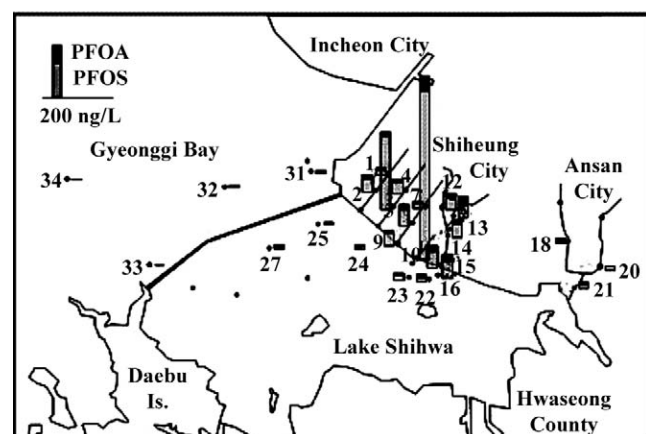 Incheon City
PFOA
PFOS
200 ng/L
Gyeonggi Bay
Shiheung
City
Ansan
City
34
32
31
1
2
4
7
12
13
9
10
14
15
16
18
20
21
33
27
25
24
23
22
Lake Shihwa
Daebu
Is.
Hwaseong
County